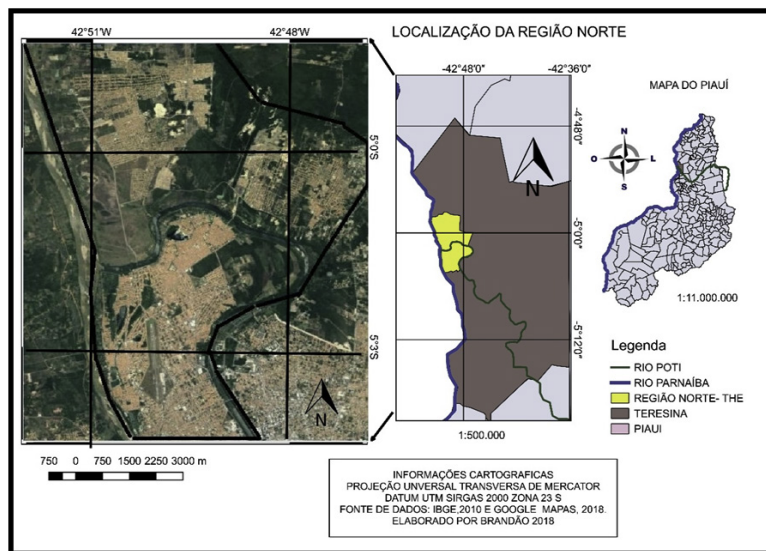 LOCALIZAÇÃO DA REGIÃO NORTE
42°51'O
42°48'O
5°0'S
5°3'S
N
750 0 750 1500 2250 3000 m
-42°48'0"
-42°36'0"
-4°48'0"
-5°0'0"
-5°12'0"
N
1:500.000
MAPA DO PIAUÍ
N
O L
S
1:11.000.000
Legenda
RIO POTI
RIO PARNAÍBA
REGIÃO NORTE- THE
TERESINA
PIAUI
INFORMAÇÕES CARTOGRAFICAS
PROJEÇÃO UNVERSAL TRANSVERSA DE MERCATOR
DATUM UTM SIRGAS 2000 ZONA 23 S
FONTE DE DADOS: IBGE,2010 E GOOGLE MAPAS, 2018.
ELABORADO POR BRANDÃO 2018